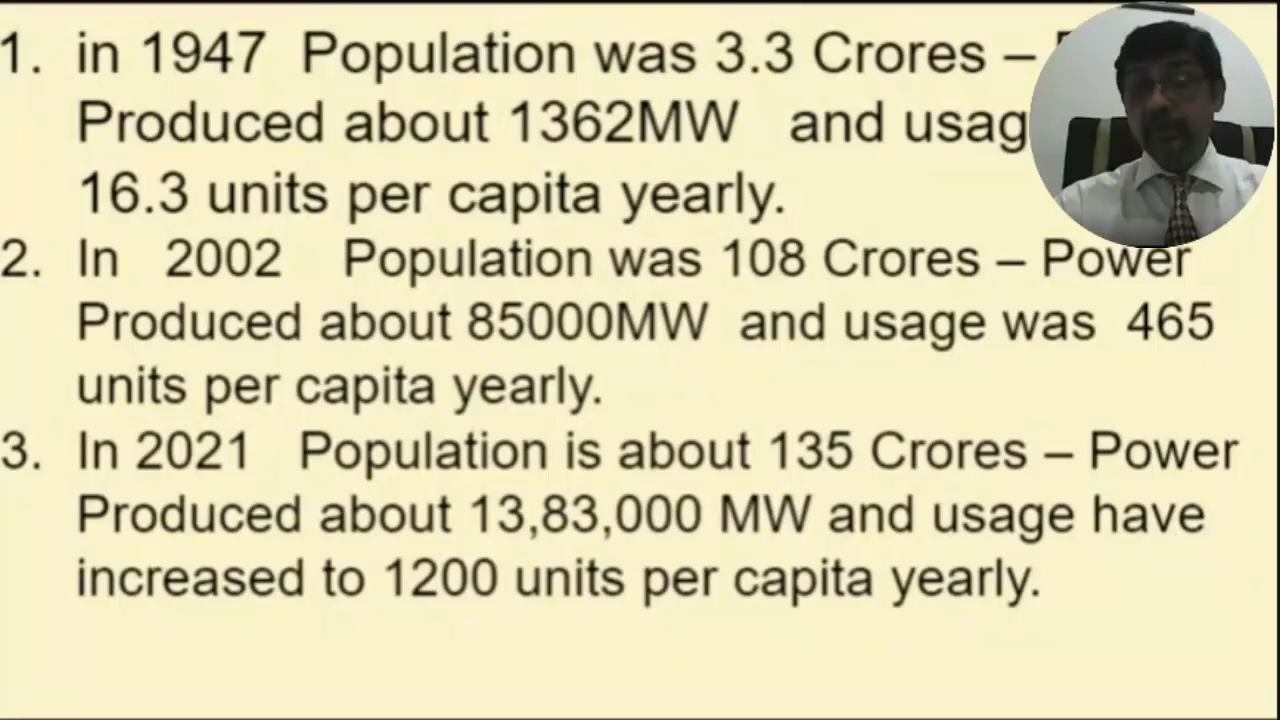 1. in 1947 Population was 3.3 Crores –
Produced about 1362MW and usag
16.3 units per capita yearly.
2. In 2002 Population was 108 Crores – Power
Produced about 85000MW and usage was 465
units per capita yearly.
3. In 2021 Population is about 135 Crores – Power
Produced about 13,83,000 MW and usage have
increased to 1200 units per capita yearly.